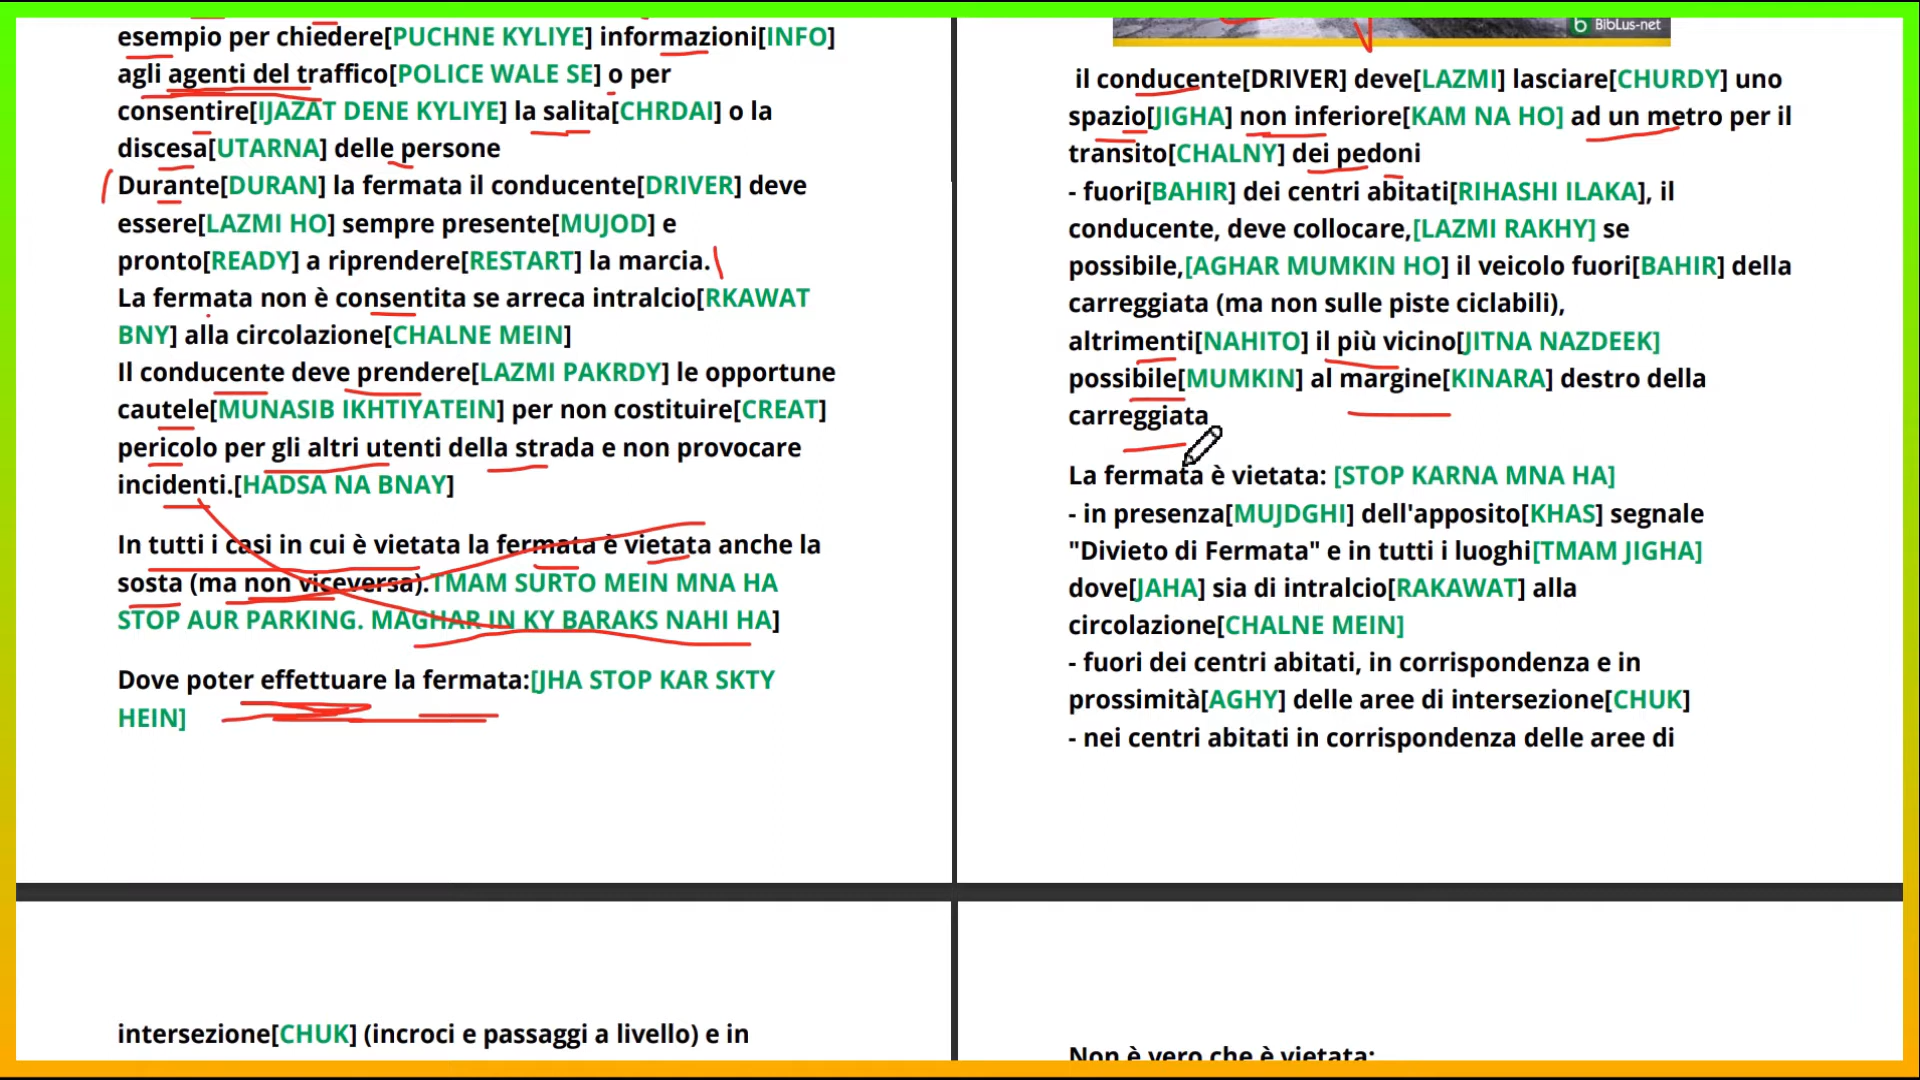 esempio per chiedere[PUCHNE KYLIYE] informazioni[INFO]
agli agenti del traffico[POLICE WALE SE] o per
consentire[IJAZAT DENE KYLIYE] la salita[CHRDAI] o la
discesa[UTARNA] delle persone
Durante[DURAN] la fermata il conducente[DRIVER] deve
essere[LAZMI HO] sempre presente[MUJOD] e
pronto[READY] a riprendere[RESTART] la marcia.
La fermata non è consentita se arreca intralcio[RKAWAT
BNY] alla circolazione[CHALNE MEIN]
Il conducente deve prendere[LAZMI PAKRDY] le opportune
cautele[MUNASIB IKHTIYATEIN] per non costituire[CREAT]
pericolo per gli altri utenti della strada e non provocare
incidenti.[HADSA NA BNAY]
In tutti i casi in cui è vietata la fermata è vietata anche la
sosta (ma non viceversa).TMAM SURTO MEIN MNA HA
STOP AUR PARKING. MAGHAR IN KY BARAKS NAHI HA]
Dove poter effettuare la fermata:[JHA STOP KAR SKTY
HEIN]
BibLus-net
il conducente[DRIVER] deve[LAZMI] lasciare[CHURDY] uno
spazio[JIGHA] non inferiore[KAM NA HO] ad un metro per il
transito[CHALNY] dei pedoni
- fuori[BAHIR] dei centri abitati[RIHASHI ILAKA], il
conducente, deve collocare,[LAZMI RAKHY] se
possibile,[AGHAR MUMKIN HO] il veicolo fuori[BAHIR] della
carreggiata (ma non sulle piste ciclabili),
altrimenti[NAHITO] il più vicino[JITNA NAZDEEK]
possibile[MUMKIN] al margine[KINARA] destro della
carreggiata
La fermata è vietata: [STOP KARNA MNA HA]
- in presenza[MUJDGHI] dell'apposito[KHAS] segnale
"Divieto di Fermata" e in tutti i luoghi[TMAM JIGHA]
dove[JAHA] sia di intralcio[RAKAWAT] alla
circolazione[CHALNE MEIN]
- fuori dei centri abitati, in corrispondenza e in
prossimità[AGHY] delle aree di intersezione[CHUK]
- nei centri abitati in corrispondenza delle aree di
intersezione[CHUK] (incroci e passaggi a livello) e in
Non è vero che è vietata: